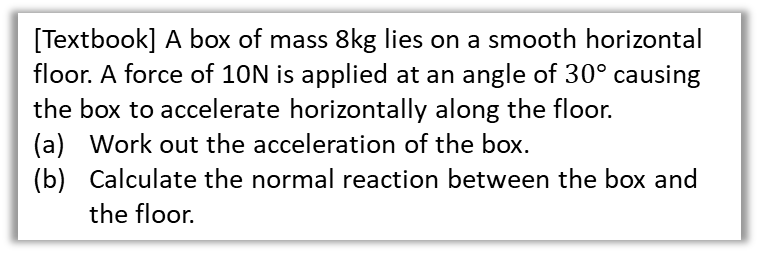 [Textbook] A box of mass 8kg lies on a smooth horizontal
floor. A force of 10N is applied at an angle of 30° causing
the box to accelerate horizontally along the floor.
(a) Work out the acceleration of the box.
(b) Calculate the normal reaction between the box and
the floor.